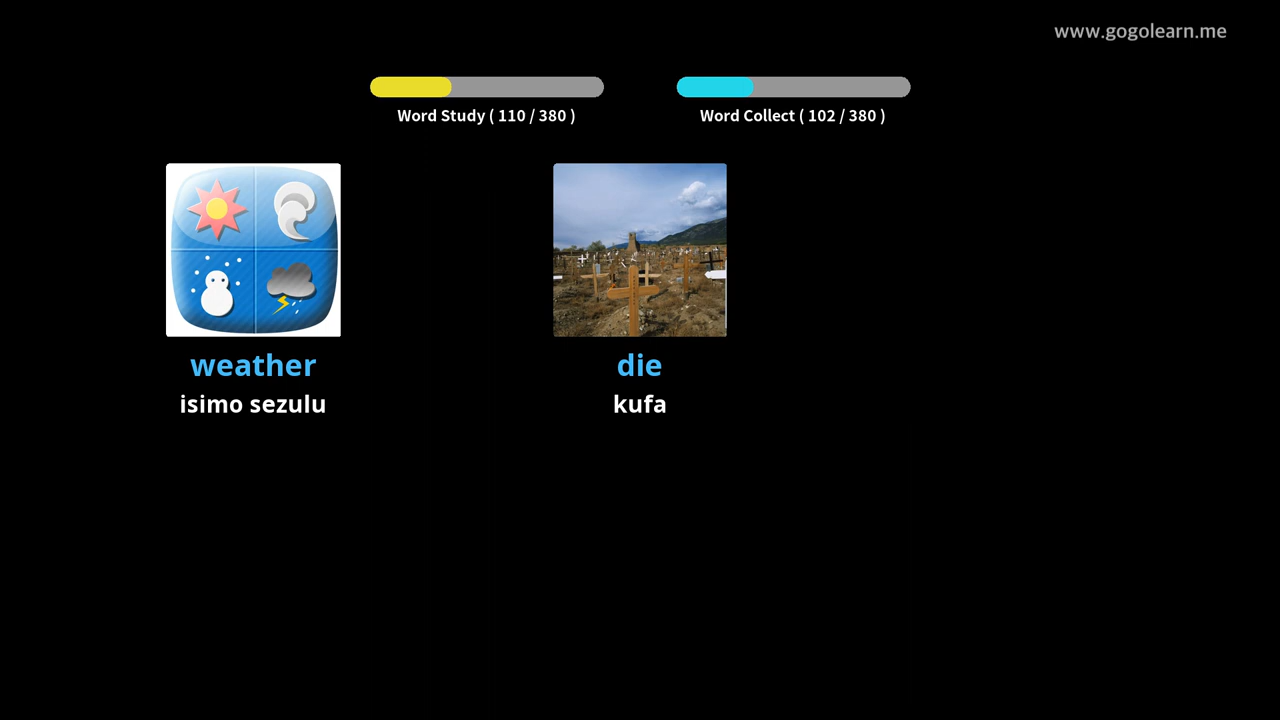 www.gogolearn.me
Word Study ( 110 / 380 )
Word Collect ( 102 / 380 )
weather
isimo sezulu
die
kufa